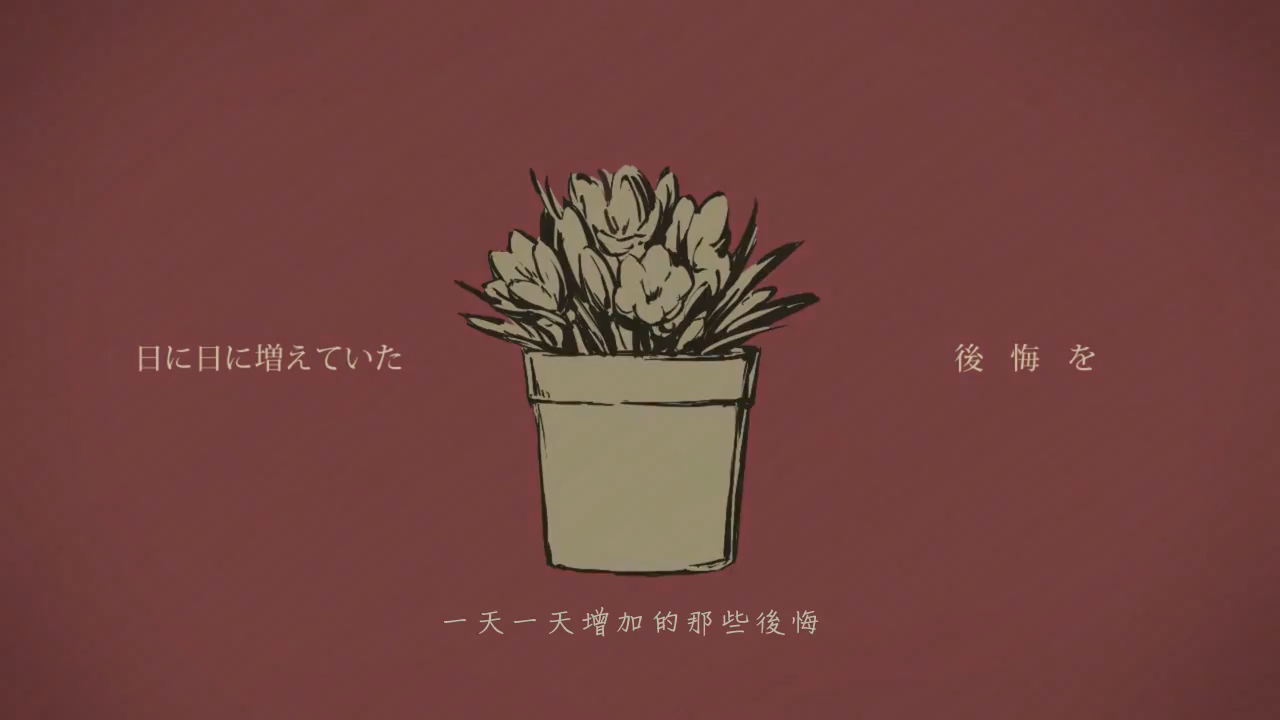 日に日に増えていた
後悔を
一天一天增加的那些後悔